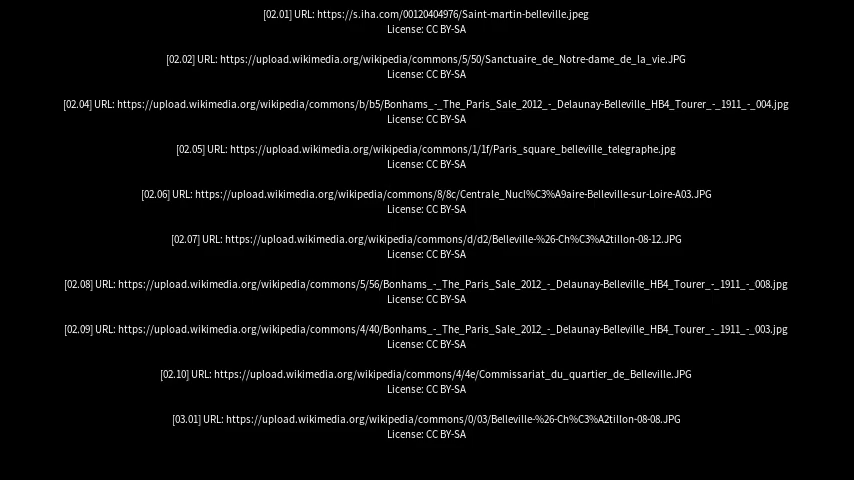 [02.01] URL: https://s.iha.com/00120404976/Saint-martin-belleville.jpeg
License: CC BY-SA
[02.02] URL: https://upload.wikimedia.org/wikipedia/commons/5/50/Sanctuaire_de_Notre-dame_de_la_vie.JPG
License: CC BY-SA
[02.04] URL: https://upload.wikimedia.org/wikipedia/commons/b/b5/Bonhams_-_The_Paris_Sale_2012_-_Delaunay-Belleville_HB4_Tourer_-_1911_-_004.jpg
License: CC BY-SA
[02.05] URL: https://upload.wikimedia.org/wikipedia/commons/1/1f/Paris_square_belleville_telegraphe.jpg
License: CC BY-SA
[02.06] URL: https://upload.wikimedia.org/wikipedia/commons/8/8c/Centrale_Nucl%C3%A9aire-Belleville-sur-Loire-A03.JPG
License: CC BY-SA
[02.07] URL: https://upload.wikimedia.org/wikipedia/commons/d/d2/Belleville-%26-Ch%C3%A2tillon-08-12.JPG
License: CC BY-SA
[02.08] URL: https://upload.wikimedia.org/wikipedia/commons/5/56/Bonhams_-_The_Paris_Sale_2012_-_Delaunay-Belleville_HB4_Tourer_-_1911_-_008.jpg
License: CC BY-SA
[02.09] URL: https://upload.wikimedia.org/wikipedia/commons/4/40/Bonhams_-_The_Paris_Sale_2012_-_Delaunay-Belleville_HB4_Tourer_-_1911_-_003.jpg
License: CC BY-SA
[02.10] URL: https://upload.wikimedia.org/wikipedia/commons/4/4e/Commissariat_du_quartier_de_Belleville.JPG
License: CC BY-SA
[03.01] URL: https://upload.wikimedia.org/wikipedia/commons/0/03/Belleville-%26-Ch%C3%A2tillon-08-08.JPG
License: CC BY-SA